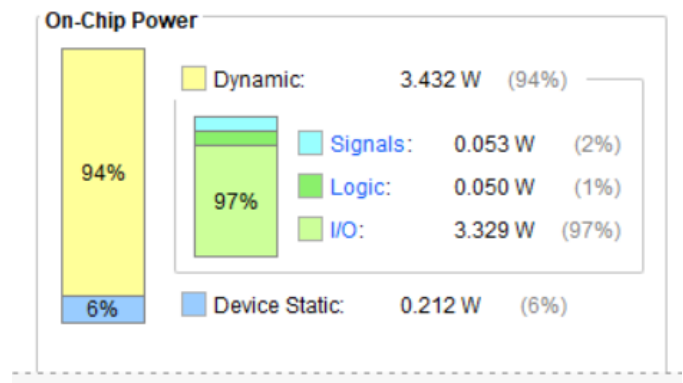 On-Chip Power
Dynamic: 3.432 W (94%)
Signals: 0.053 W (2%)
94%
Logic: 0.050 W (1%)
97%
I/O: 3.329 W (97%)
6%
Device Static: 0.212 W (6%)